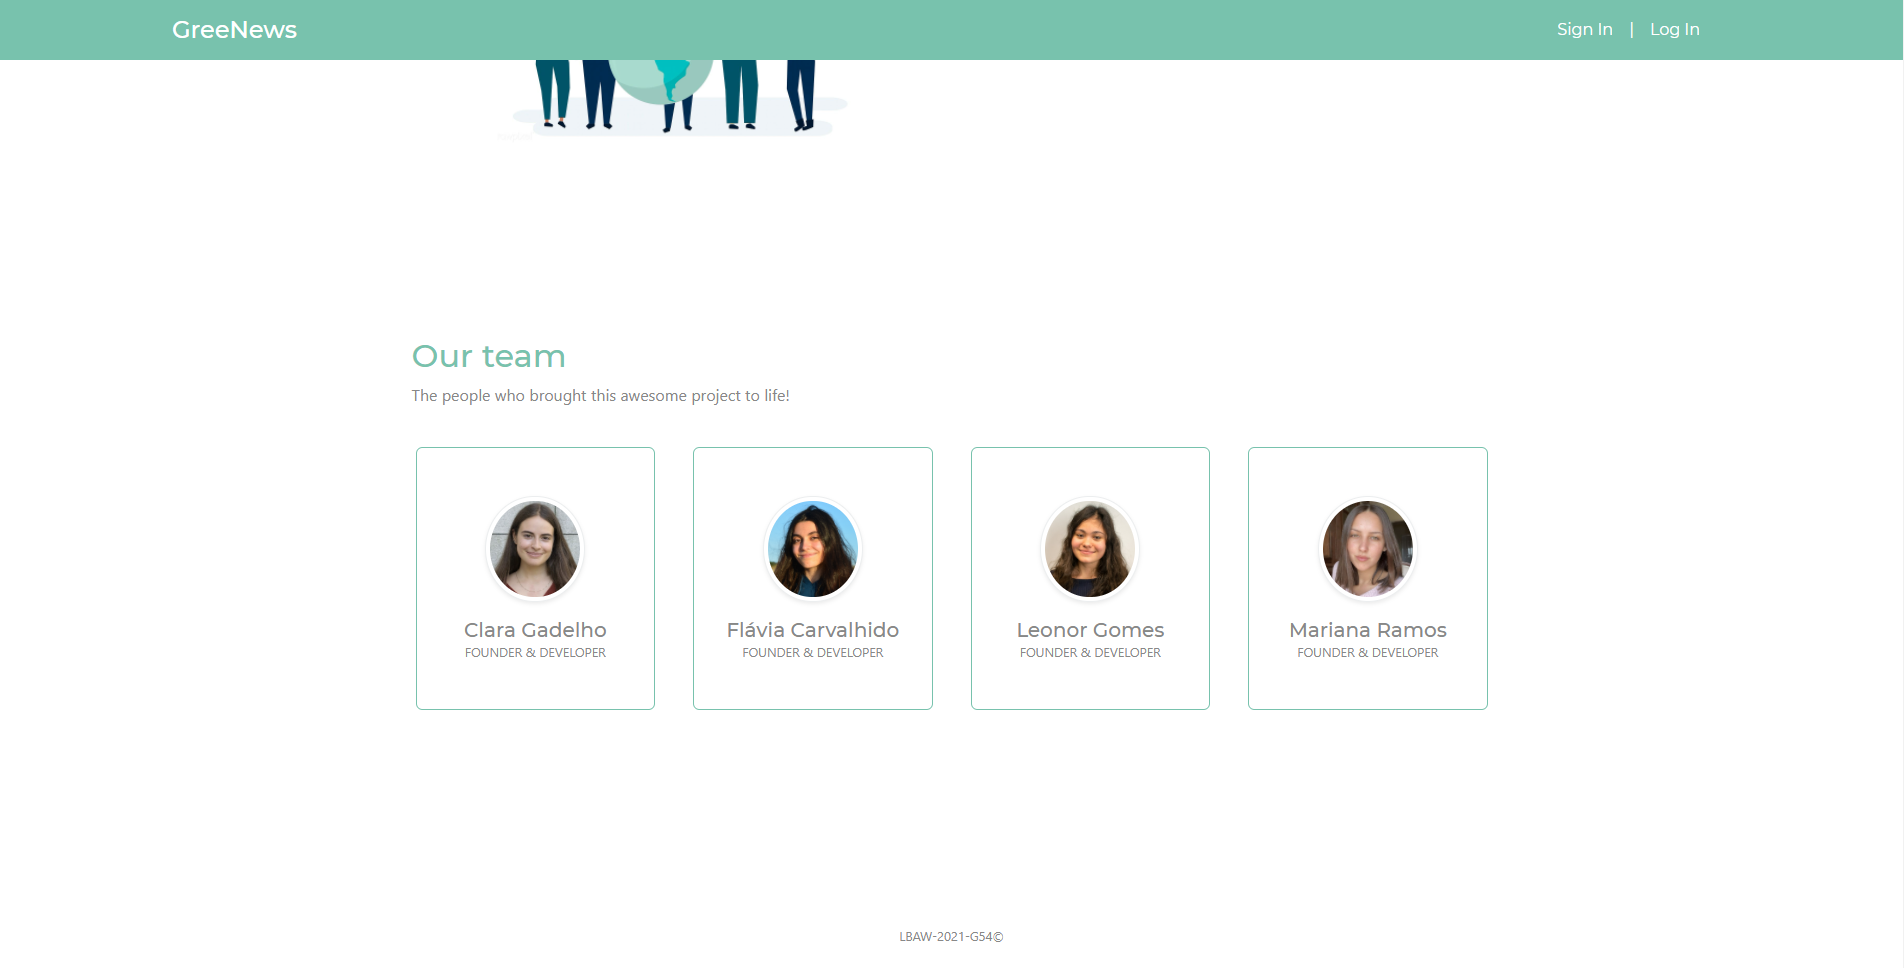 GreeNews
Sign In | Log In
Our team
The people who brought this awesome project to life!
Clara Gadelho
FOUNDER & DEVELOPER
Flávia Carvalhido
FOUNDER & DEVELOPER
Leonor Gomes
FOUNDER & DEVELOPER
Mariana Ramos
FOUNDER & DEVELOPER
LBAW-2021-G54©